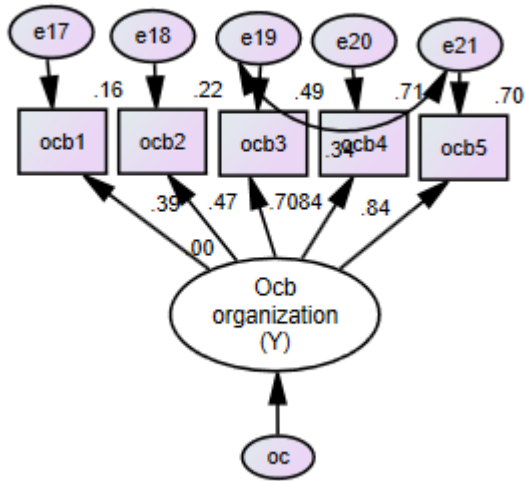 e17
e18
e19
e20
e21
.16
.22
.49
.71
.70
ocb1
ocb2
ocb3
ocb4
ocb5
.34
.39
.47
.70
84
.84
.00
Ocb
organization
(Y)
oc